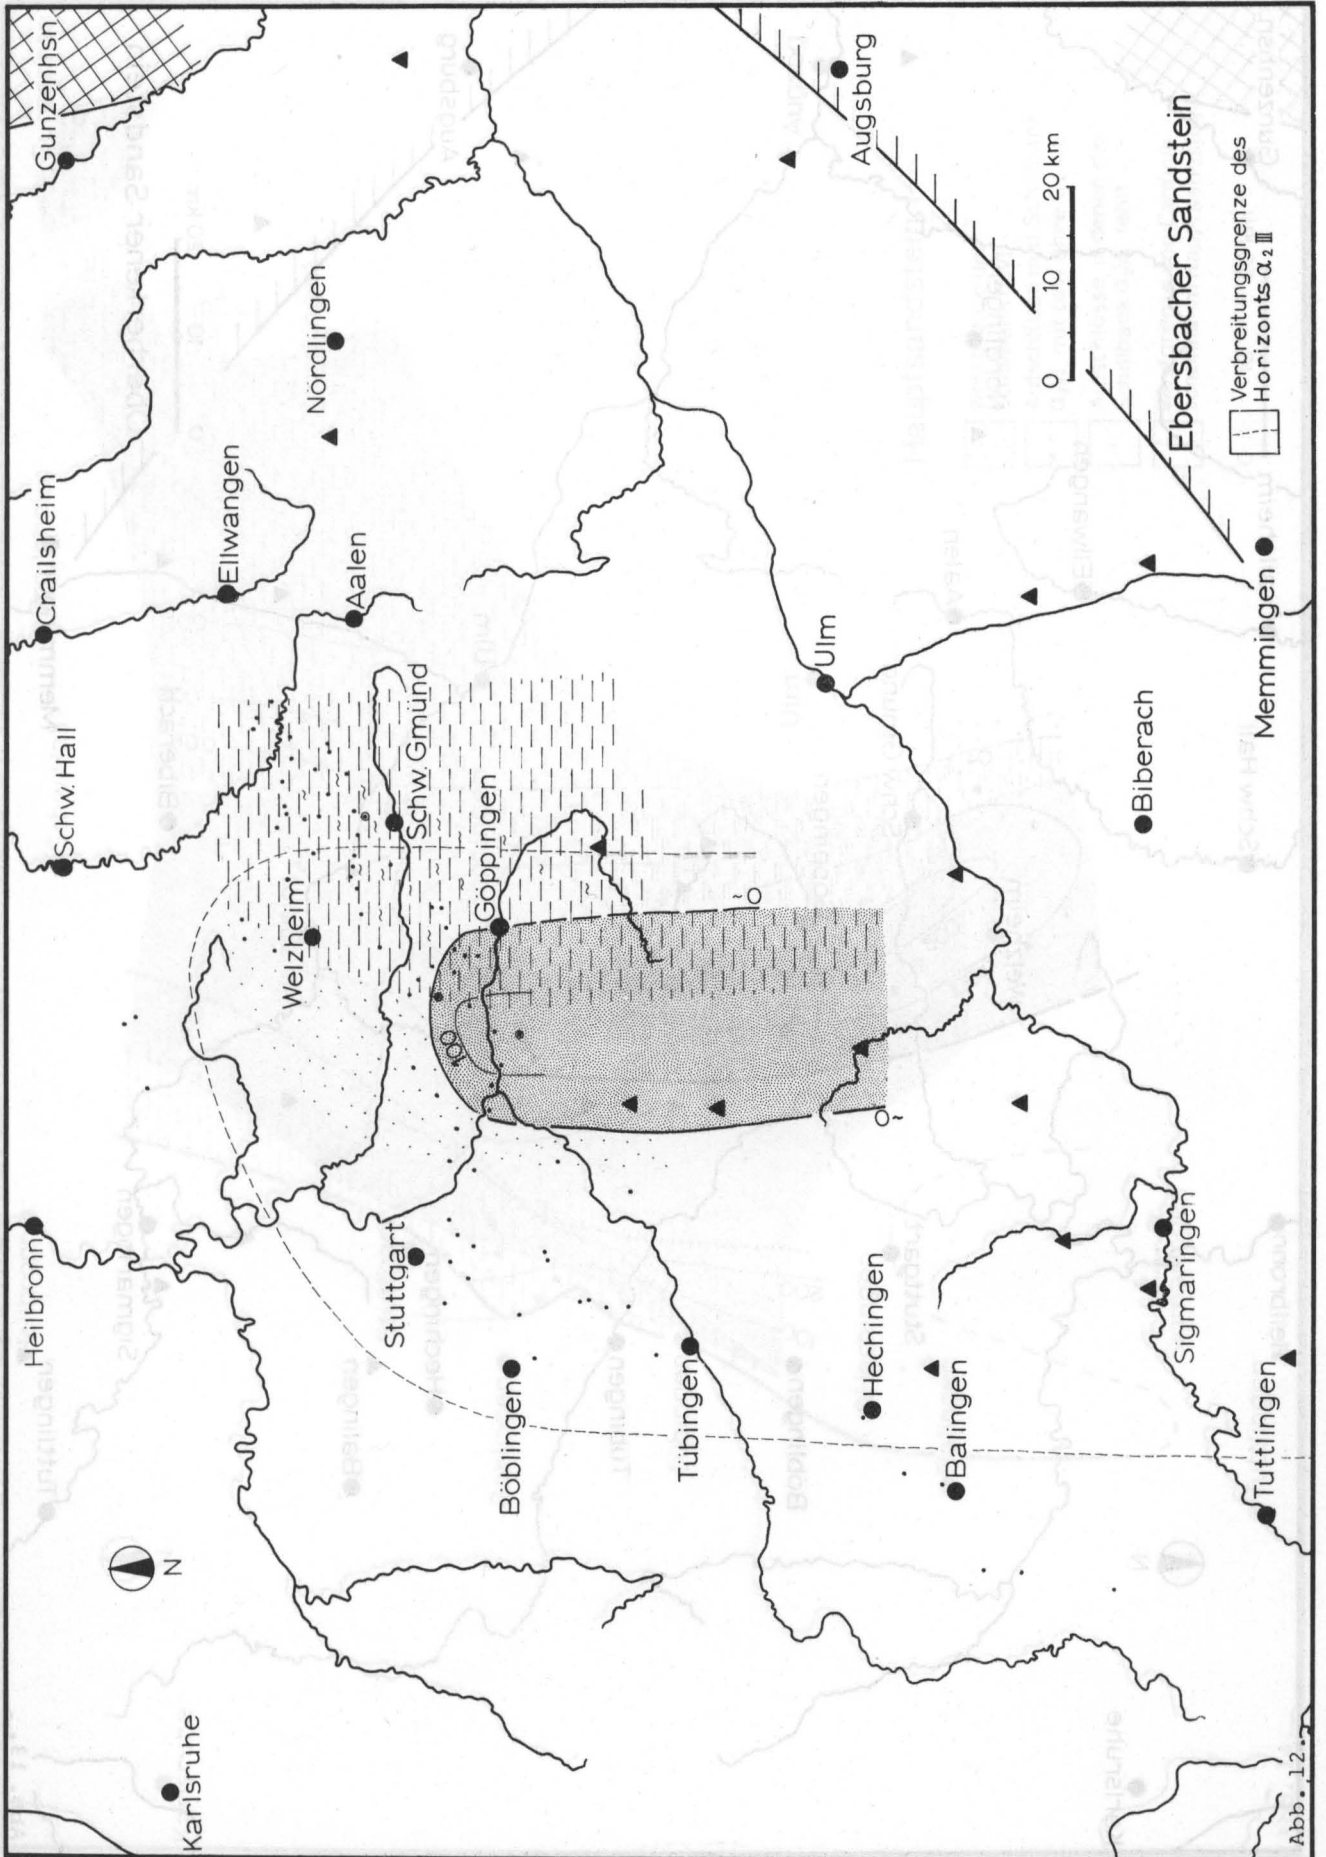 Karlsruhe
Heilbronn
Schw. Hall
Crailsheim
Gunzenhsn
N
Ellwangen
Welzheim
Aalen
Nördlingen
Stuttgart
Schw. Gmünd
Göppingen
100
Böblingen
Tübingen
~0
~0
Ulm
Augsburg
Hechingen
Balingen
Biberach
Sigmaringen
Tuttlingen
Memmingen
0 10 20 km
Ebersbacher Sandstein
Verbreitungsgrenze des
Horizonts α₂ III
Abb. 12.